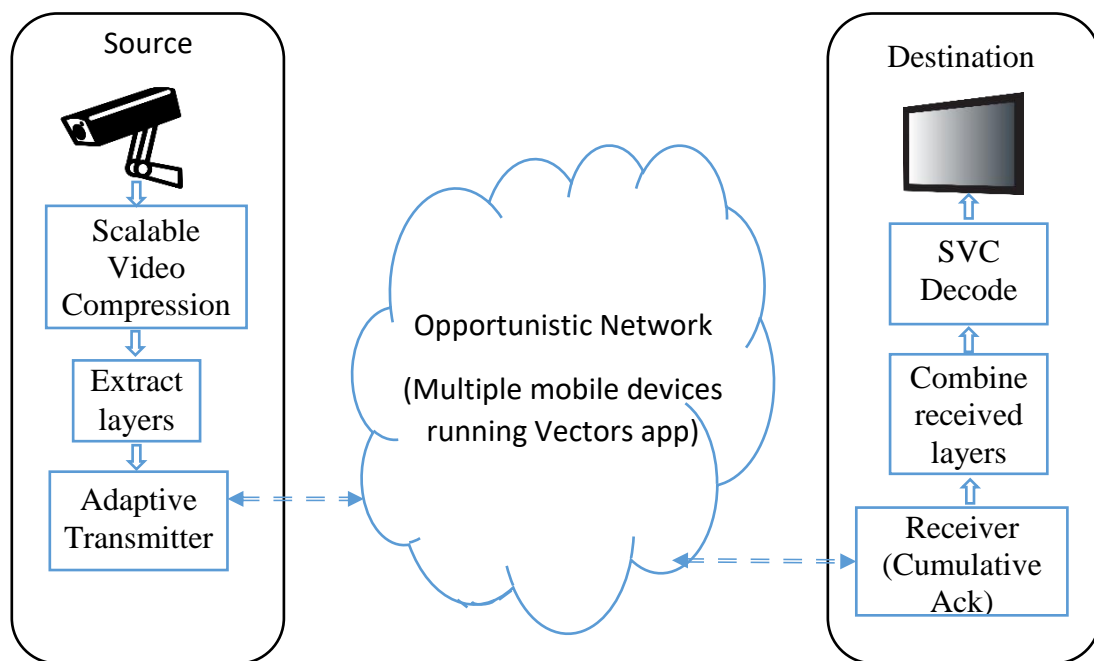 Source
Scalable
Video
Compression
Extract
layers
Adaptive
Transmitter
Opportunistic Network
(Multiple mobile devices
running Vectors app)
Destination
SVC
Decode
Combine
received
layers
Receiver
(Cumulative
Ack)